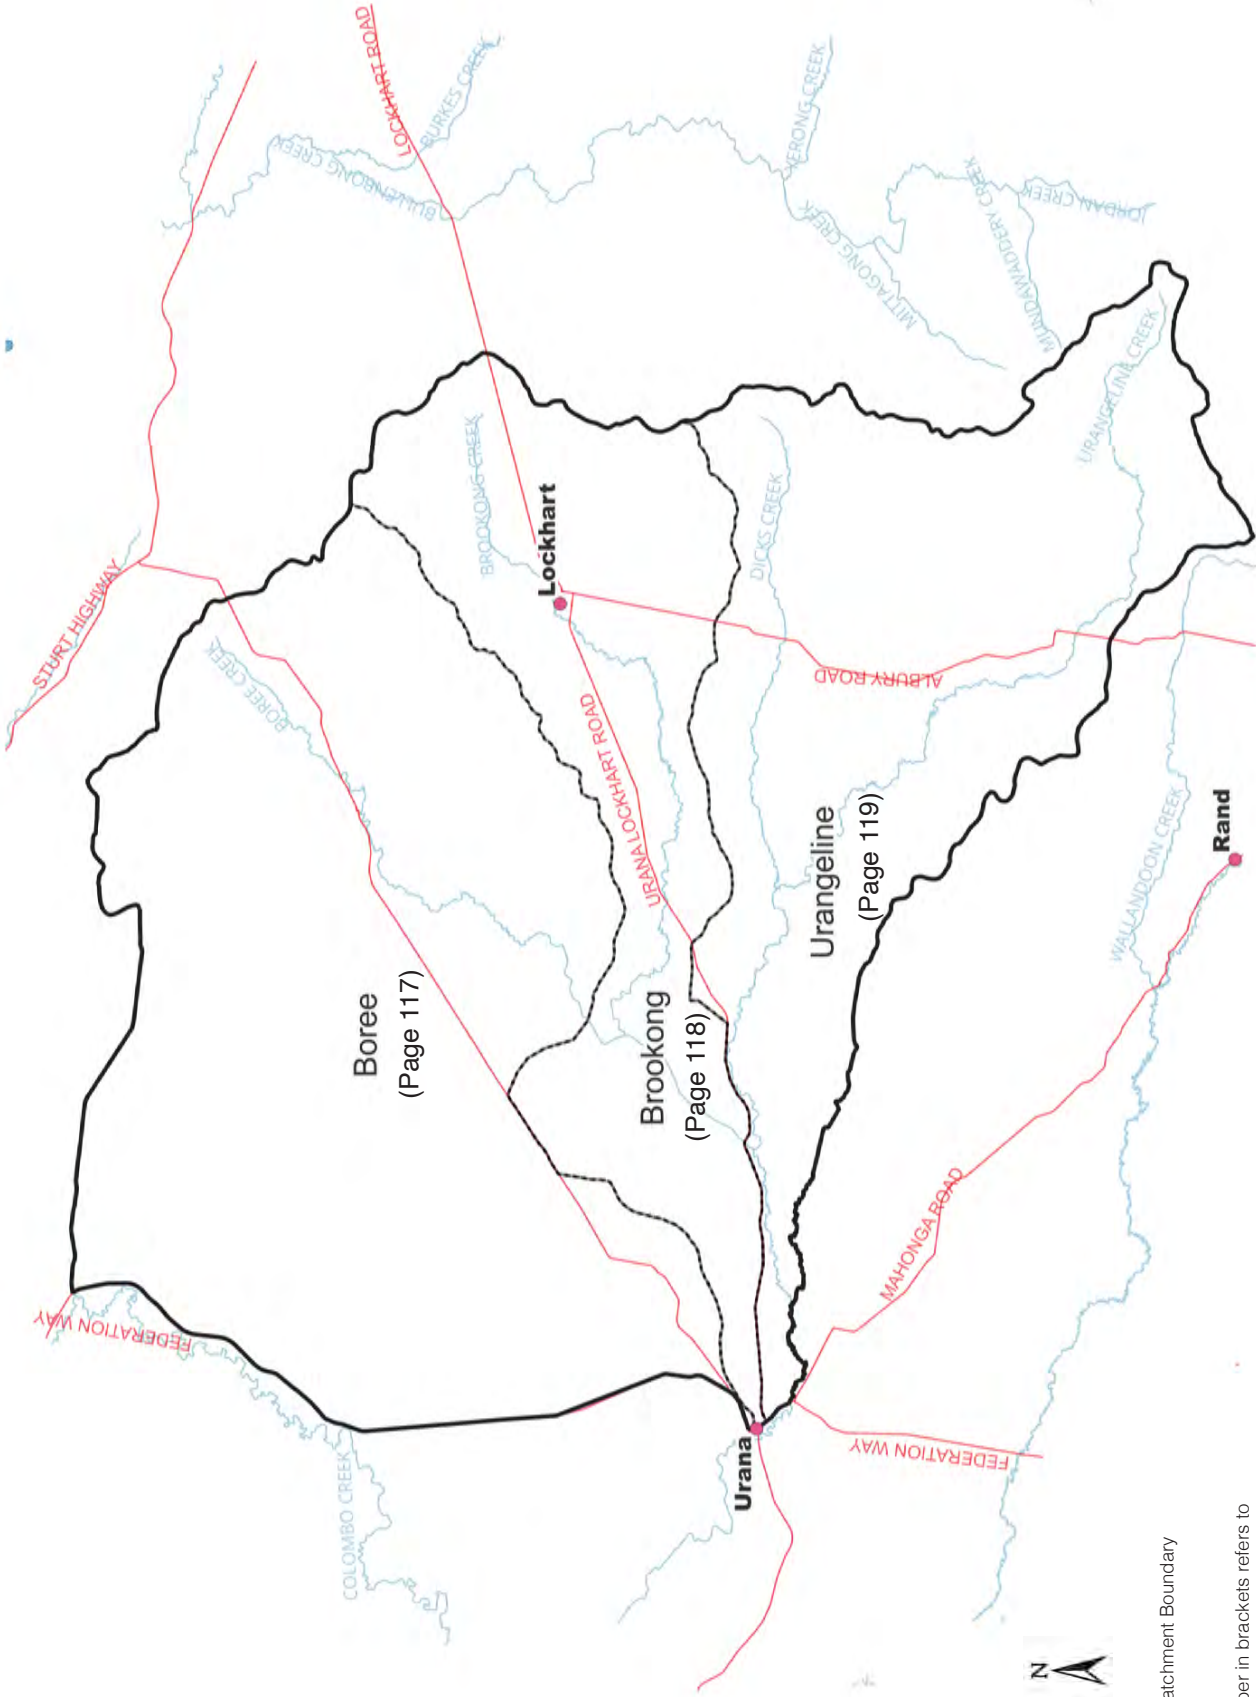 STURT HIGHWAY
LOCKHART ROAD
BURKES CREEK
BULLENBONG CREEK
YERONG CREEK
MITTAGONG CREEK
MUNDAWADDERY CREEK
JORDAN CREEK
URANGELINE CREEK
BROOKONG CREEK
Lockhart
DICKS CREEK
BOREE CREEK
URANA LOCKHART ROAD
ALBURY ROAD
Boree
(Page 117)
Brookong
(Page 118)
Urangeline
(Page 119)
WALLANDOON CREEK
Rand
MAHONGA ROAD
FEDERATION WAY
FEDERATION WAY
COLOMBO CREEK
Urana
N
atchment Boundary
ber in brackets refers to